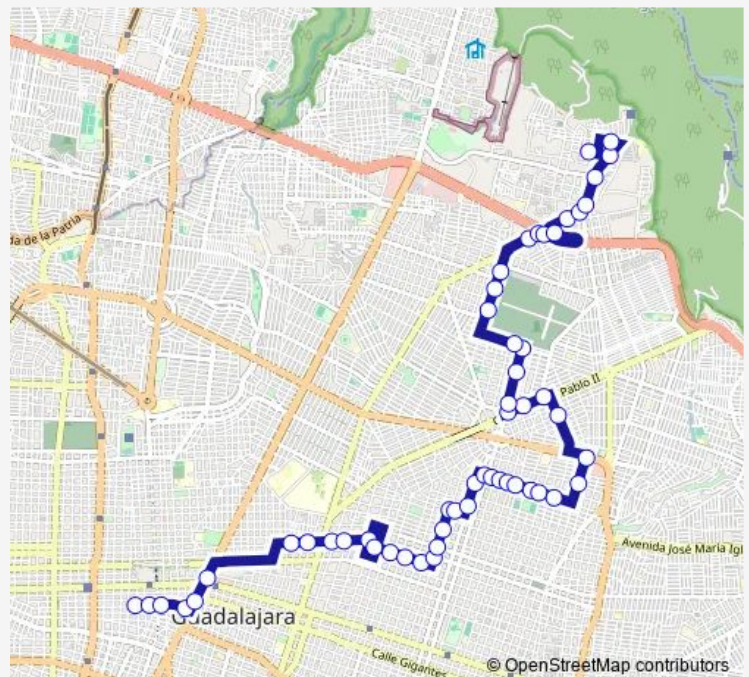 da de la Patria
Pablo II
Avenida José María Igl
Guadalajara
Calle Gigantes
© OpenStreetMap contributors